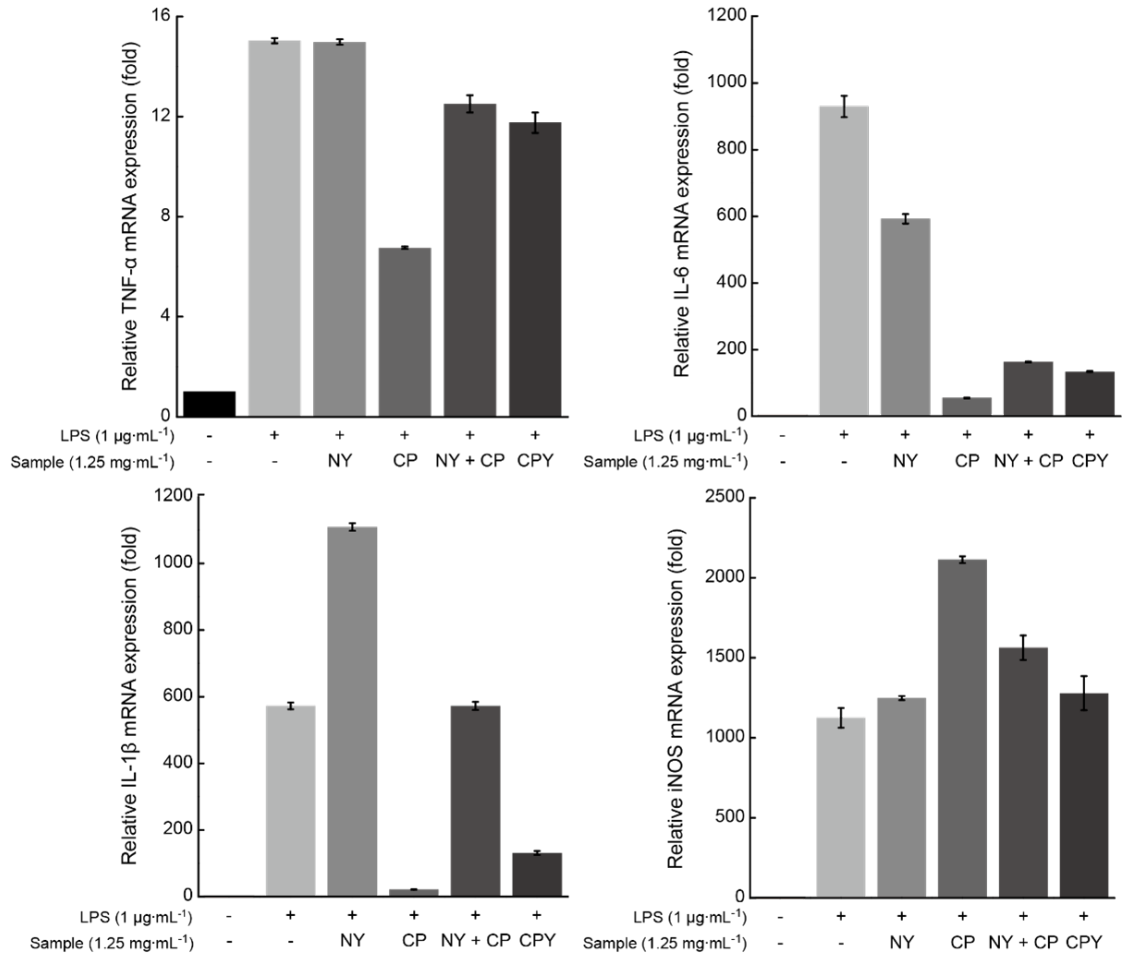 Relative TNF-α mRNA expression (fold)
16
12
8
4
0
LPS (1 µg·mL⁻¹) - + + + + +
Sample (1.25 mg·mL⁻¹) - - NY CP NY + CP CPY
Relative IL-6 mRNA expression (fold)
1200
1000
800
600
400
200
0
LPS (1 µg·mL⁻¹) - + + + + +
Sample (1.25 mg·mL⁻¹) - - NY CP NY + CP CPY
Relative IL-1β mRNA expression (fold)
1200
1000
800
600
400
200
0
LPS (1 µg·mL⁻¹) - + + + + +
Sample (1.25 mg·mL⁻¹) - - NY CP NY + CP CPY
Relative iNOS mRNA expression (fold)
2500
2000
1500
1000
500
0
LPS (1 µg·mL⁻¹) - + + + + +
Sample (1.25 mg·mL⁻¹) - - NY CP NY + CP CPY